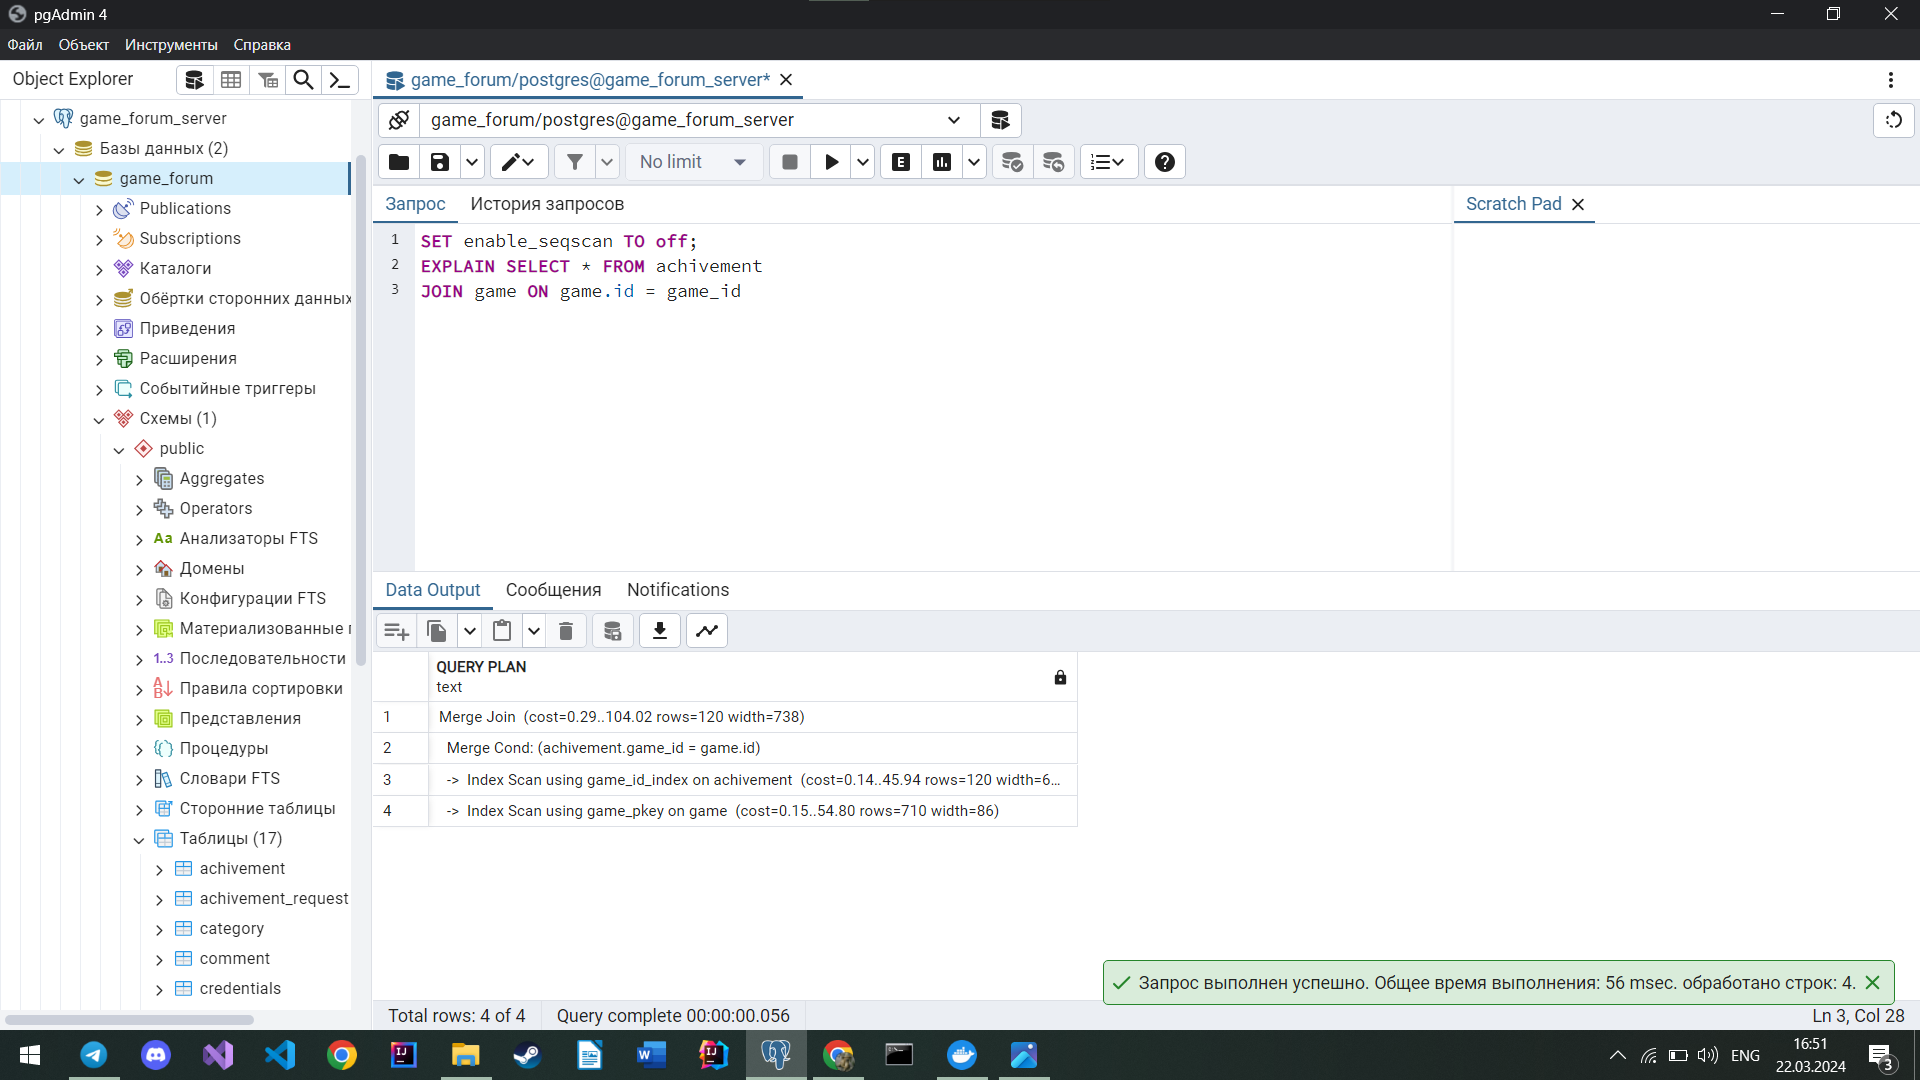 pgAdmin 4
Файл Объект Инструменты Справка
Object Explorer
game_forum/postgres@game_forum_server*
game_forum_server
Базы данных (2)
game_forum
Publications
Subscriptions
Каталоги
Обёртки сторонних данных
Приведения
Расширения
Событийные триггеры
Схемы (1)
public
Aggregates
Operators
Aa Анализаторы FTS
Домены
Конфигурации FTS
Материализованные
1..3 Последовательности
Правила сортировки
Представления
Процедуры
Словари FTS
Сторонние таблицы
Таблицы (17)
achivement
achivement_request
category
comment
credentials
game_forum/postgres@game_forum_server
No limit
E
Запрос История запросов
Scratch Pad
1 SET enable_seqscan TO off;
2 EXPLAIN SELECT * FROM achivement
3 JOIN game ON game.id = game_id
Data Output Сообщения Notifications
QUERY PLAN
text
1 Merge Join (cost=0.29..104.02 rows=120 width=738)
2 Merge Cond: (achivement.game_id = game.id)
3 -> Index Scan using game_id_index on achivement (cost=0.14..45.94 rows=120 width=6...
4 -> Index Scan using game_pkey on game (cost=0.15..54.80 rows=710 width=86)
Запрос выполнен успешно. Общее время выполнения: 56 msec. обработано строк: 4.
Total rows: 4 of 4 Query complete 00:00:00.056
Ln 3, Col 28
ENG
16:51
22.03.2024
3